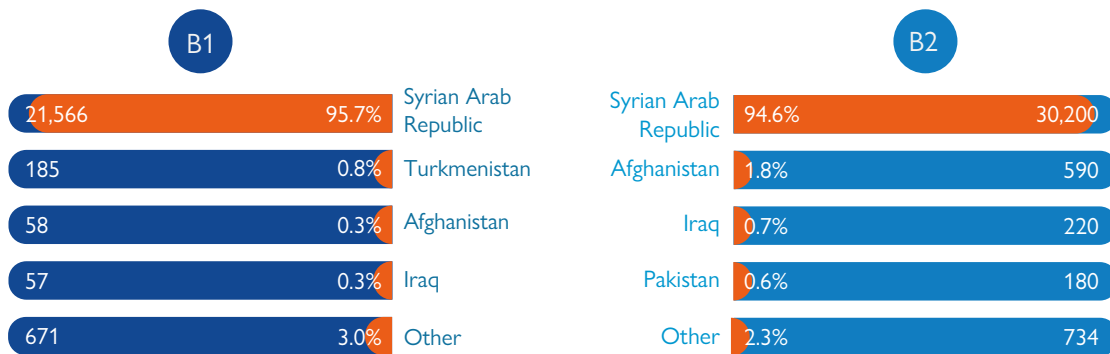 B1
21,566 95.7% Syrian Arab
Republic
185 0.8% Turkmenistan
58 0.3% Afghanistan
57 0.3% Iraq
671 3.0% Other
B2
Syrian Arab
Republic 94.6% 30,200
Afghanistan 1.8% 590
Iraq 0.7% 220
Pakistan 0.6% 180
Other 2.3% 734